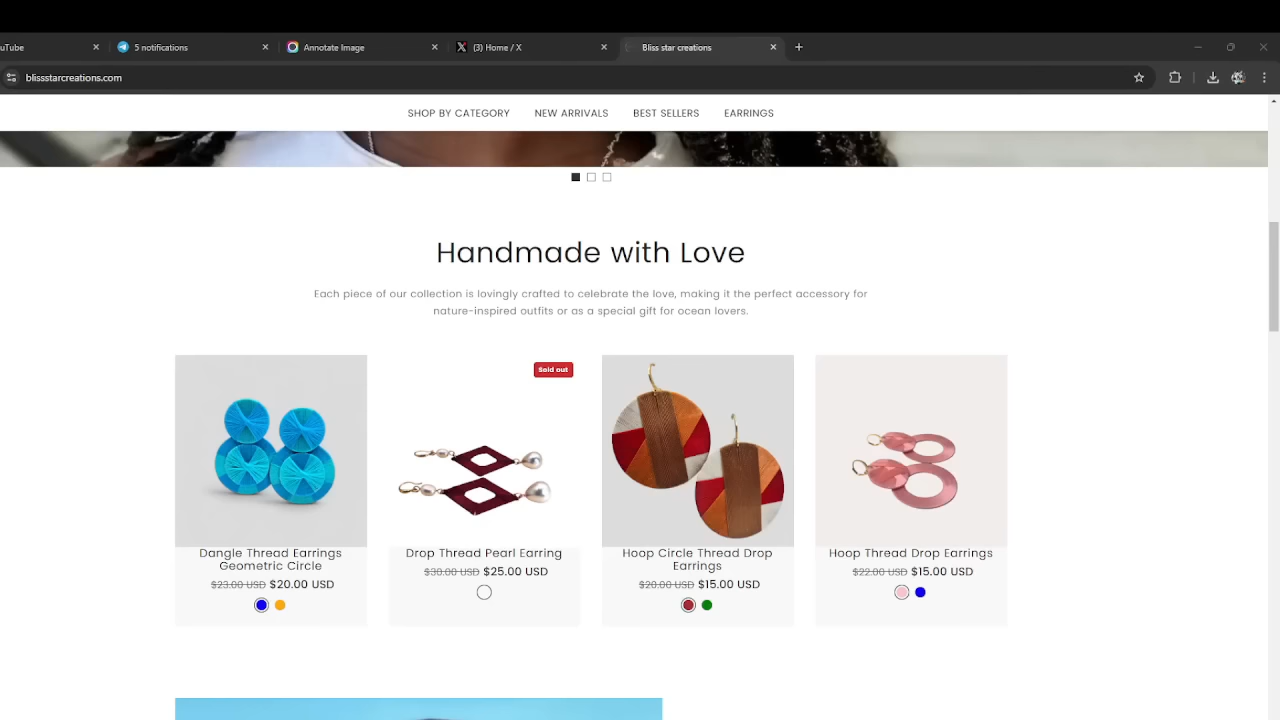 uTube
5 notifications
Annotate Image
(3) Home / X
Bliss star creations
blissstarcreations.com
SHOP BY CATEGORY NEW ARRIVALS BEST SELLERS EARRINGS
Handmade with Love
Each piece of our collection is lovingly crafted to celebrate the love, making it the perfect accessory for
nature-inspired outfits or as a special gift for ocean lovers.
Sold out
Dangle Thread Earrings
Geometric Circle
$23.00 USD $20.00 USD
Drop Thread Pearl Earring
$30.00 USD $25.00 USD
Hoop Circle Thread Drop
Earrings
$20.00 USD $15.00 USD
Hoop Thread Drop Earrings
$22.00 USD $15.00 USD